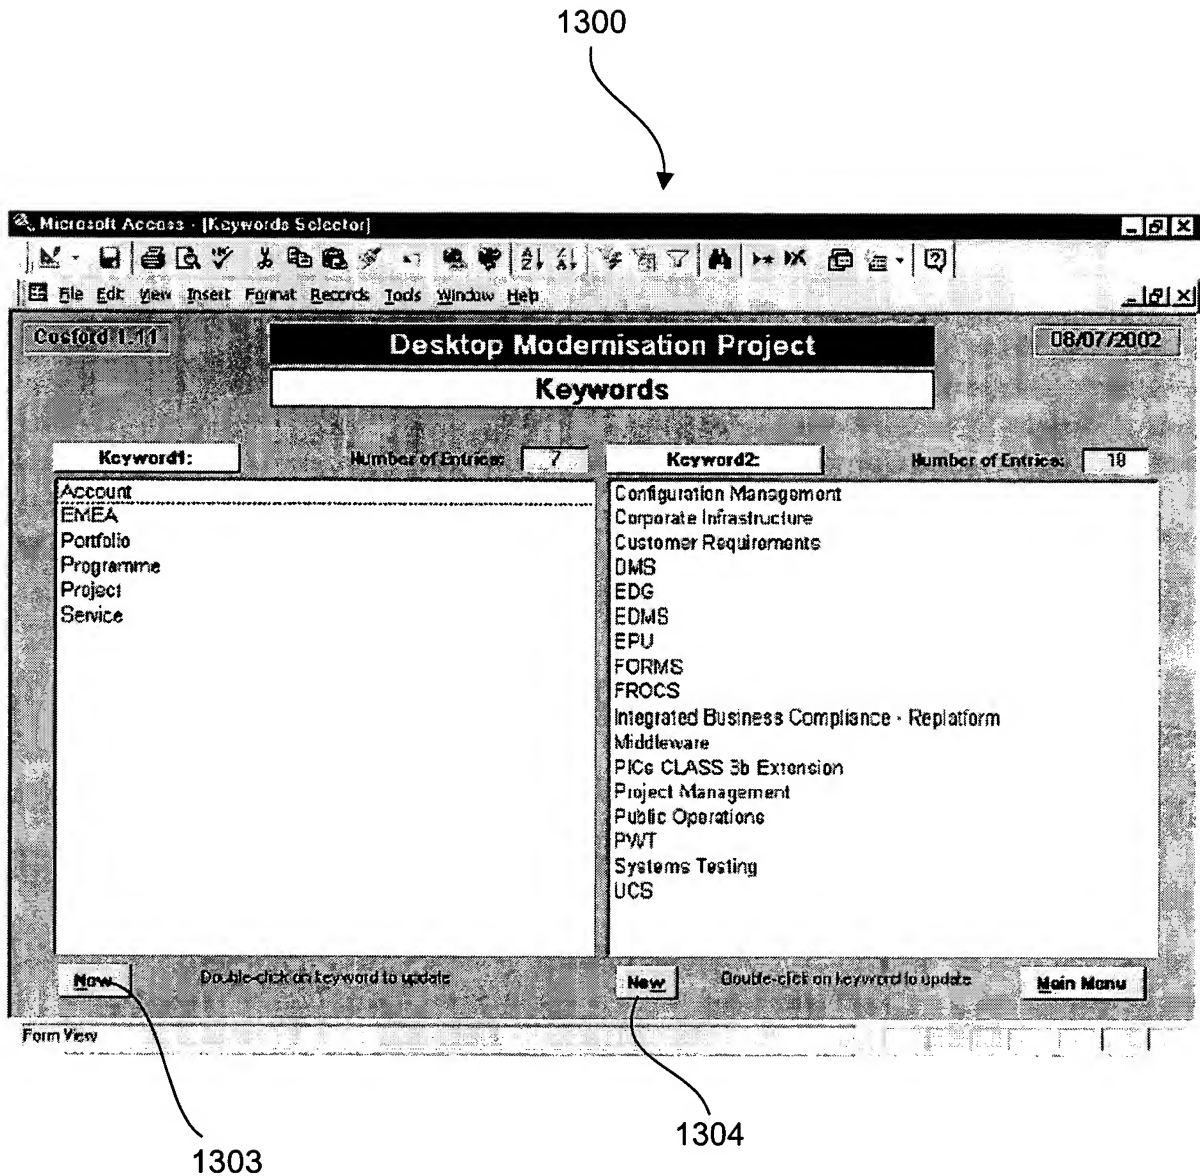 1300
Microsoft Access - [Keywords Selector]
File Edit View Insert Format Records Tools Window Help
Cosford 1.11
Desktop Modernisation Project
08/07/2002
Keywords
Keyword1:
Number of Entries: 7
Keyword2:
Number of Entries: 18
Account
EMEA
Portfolio
Programme
Project
Service
Configuration Management
Corporate Infrastructure
Customer Requirements
DMS
EDG
EDMS
EPU
FORMS
FROCS
Integrated Business Compliance - Replatform
Middleware
PICs CLASS 3b Extension
Project Management
Public Operations
PWT
Systems Testing
UCS
New
Double-click on keyword to update
New
Double-click on keyword to update
Main Menu
Form View
1303
1304